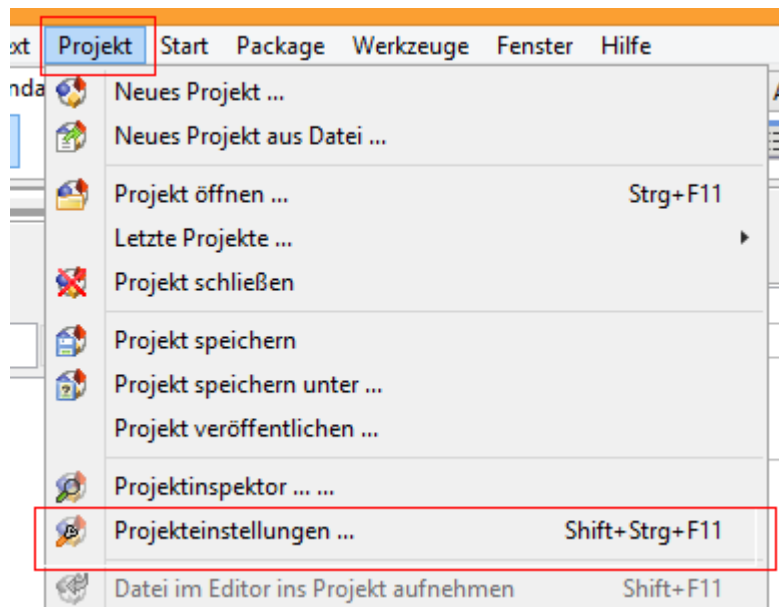 Projekt Start Package Werkzeuge Fenster Hilfe
Neues Projekt ...
Neues Projekt aus Datei ...
Projekt öffnen ... Strg+F11
Letzte Projekte ...
Projekt schließen
Projekt speichern
Projekt speichern unter ...
Projekt veröffentlichen ...
Projektinspektor ... ...
Projekteinstellungen ... Shift+Strg+F11
Datei im Editor ins Projekt aufnehmen Shift+F11